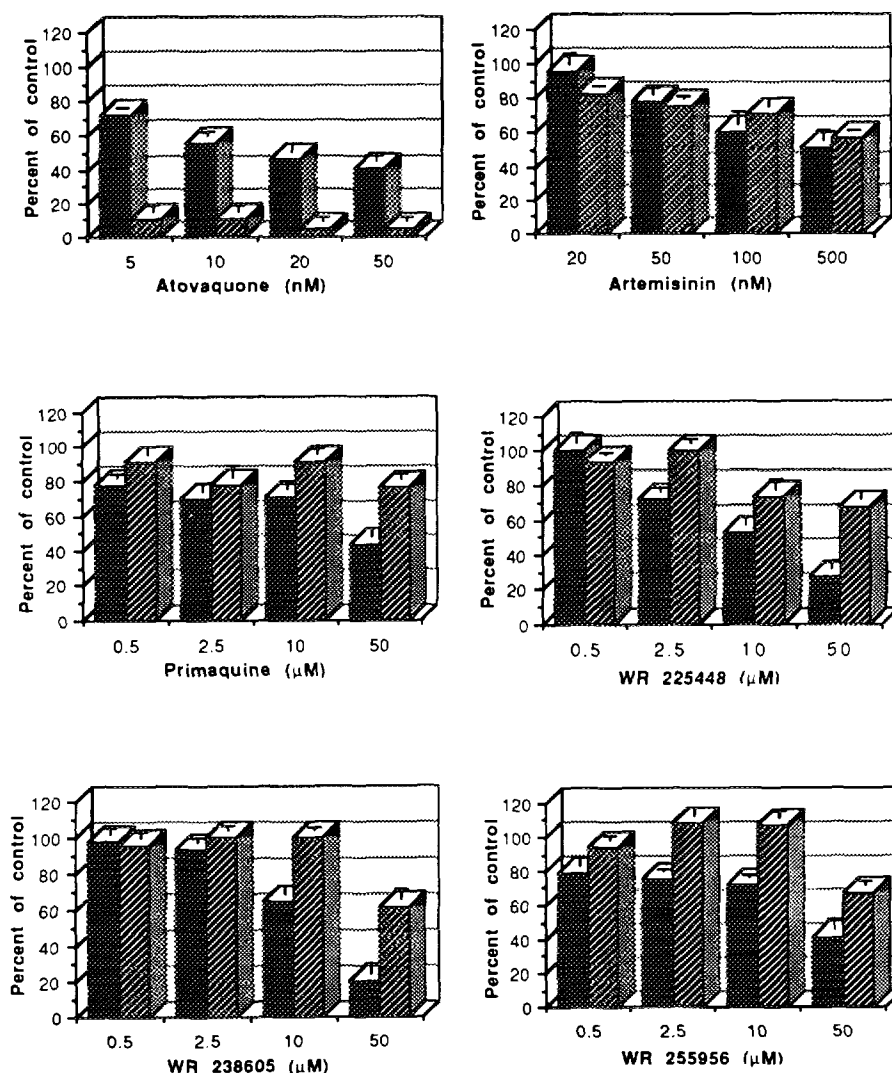 Percent of control
120
100
80
60
40
20
0
5 10 20 50
Atovaquone (nM)
Percent of control
120
100
80
60
40
20
0
20 50 100 500
Artemisinin (nM)
Percent of control
120
100
80
60
40
20
0
0.5 2.5 10 50
Primaquine (µM)
Percent of control
120
100
80
60
40
20
0
0.5 2.5 10 50
WR 225448 (µM)
Percent of control
120
100
80
60
40
20
0
0.5 2.5 10 50
WR 238605 (µM)
Percent of control
120
100
80
60
40
20
0
0.5 2.5 10 50
WR 255956 (µM)